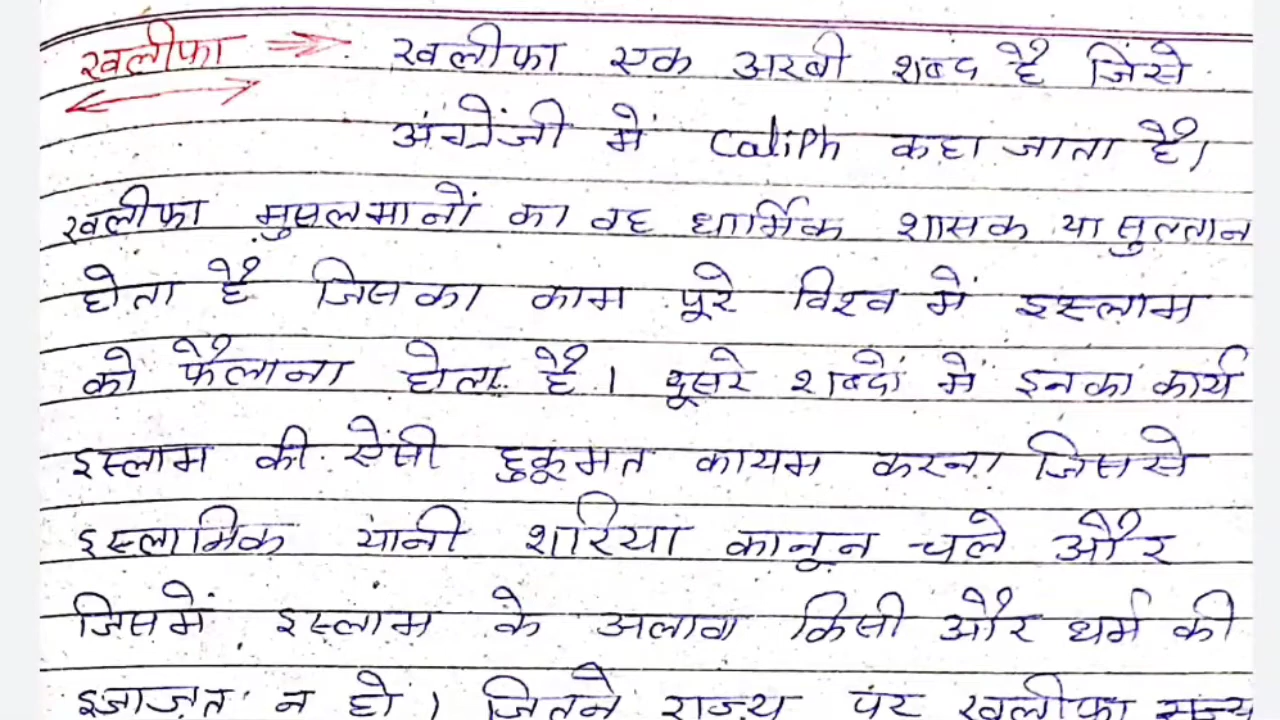 खलीफा ⇒ खलीफा एक अरबी शब्द है जिसे
अंग्रेजी में Caliph कहा जाता है।
खलीफा मुसलमानों का वह धार्मिक शासक या सुलतान
होता है जिसका काम पूरे विश्व में इस्लाम
को फैलाना होता है। दूसरे शब्दों में इनका कार्य
इस्लाम की ऐसी हुकूमत कायम करना जिससे
इस्लामिक यानी शरिया कानून चले और
जिसमें इस्लाम के अलावा किसी और धर्म की
इजाज़त न हो। जितने राज्य पर खलीफा